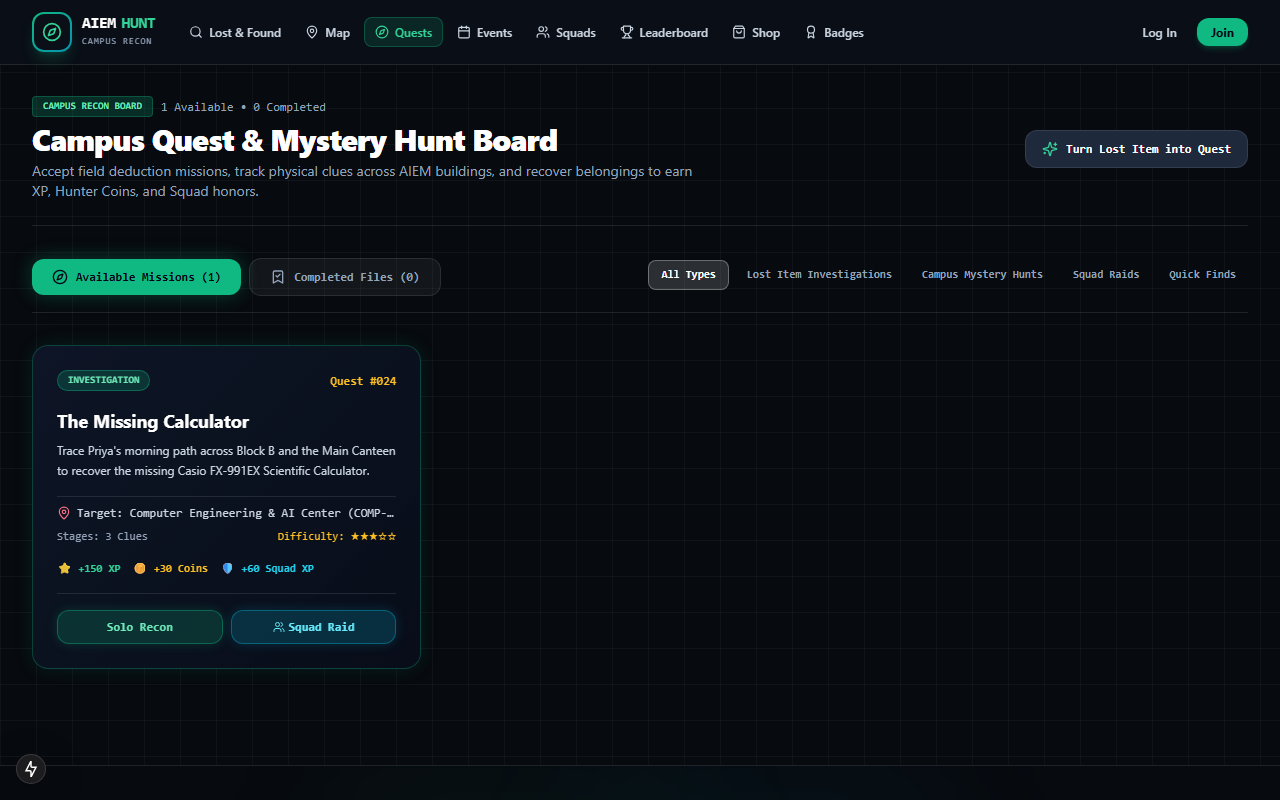 AIEM HUNT
CAMPUS RECON
Lost & Found
Map
Quests
Events
Squads
Leaderboard
Shop
Badges
Log In
Join
CAMPUS RECON BOARD
1 Available • 0 Completed
Campus Quest & Mystery Hunt Board
Accept field deduction missions, track physical clues across AIEM buildings, and recover belongings to earn
XP, Hunter Coins, and Squad honors.
Turn Lost Item into Quest
Available Missions (1)
Completed Files (0)
All Types
Lost Item Investigations
Campus Mystery Hunts
Squad Raids
Quick Finds
INVESTIGATION
Quest #024
The Missing Calculator
Trace Priya's morning path across Block B and the Main Canteen
to recover the missing Casio FX-991EX Scientific Calculator.
Target: Computer Engineering & AI Center (COMP-…
Stages: 3 Clues
Difficulty: ★★★☆☆
+150 XP
+30 Coins
+60 Squad XP
Solo Recon
Squad Raid